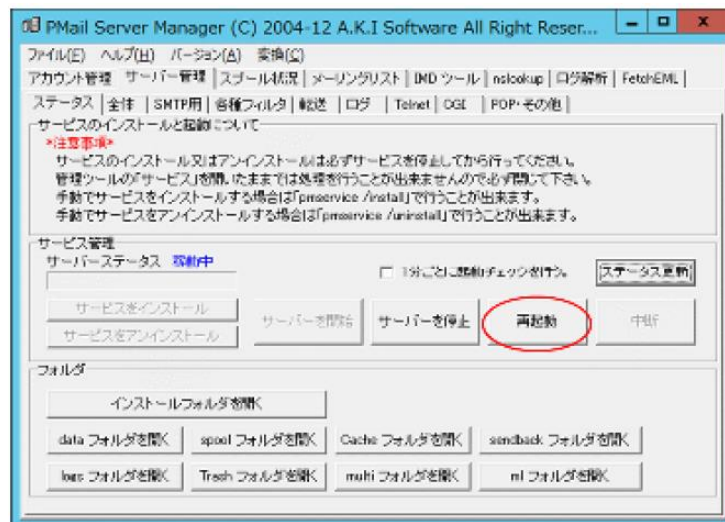 PMail Server Manager (C) 2004-12 A.K.I Software All Right Reser...
ファイル(F) ヘルプ(H) バージョン(A) 変換(C)
アカウント管理 サーバー管理 スプール状況 メーリングリスト IMD ツール nslookup ログ解析 FetchEML
ステータス 全体 SMTP用 各種フィルタ 転送 ログ Telnet CGI POP・その他
サービスのインストールと起動について
*注意事項*
サービスのインストール又はアンインストールは必ずサービスを停止してから行ってください。
管理ツールの「サービス」を開いたままでは処理を行うことが出来ませんので必ず閉じて下さい。
手動でサービスをインストールする場合は「pmservice /install」で行うことが出来ます。
手動でサービスをアンインストールする場合は「pmservice /uninstall」で行うことが出来ます。
サービス管理
サーバーステータス 稼動中
1分ごとに起動チェックを行う。 ステータス更新
サービスをインストール
サービスをアンインストール
サーバーを開始 サーバーを停止 再起動 中断
フォルダ
インストールフォルダを開く
data フォルダを開く spool フォルダを開く Cache フォルダを開く sendback フォルダを開く
logs フォルダを開く Trash フォルダを開く multi フォルダを開く ml フォルダを開く